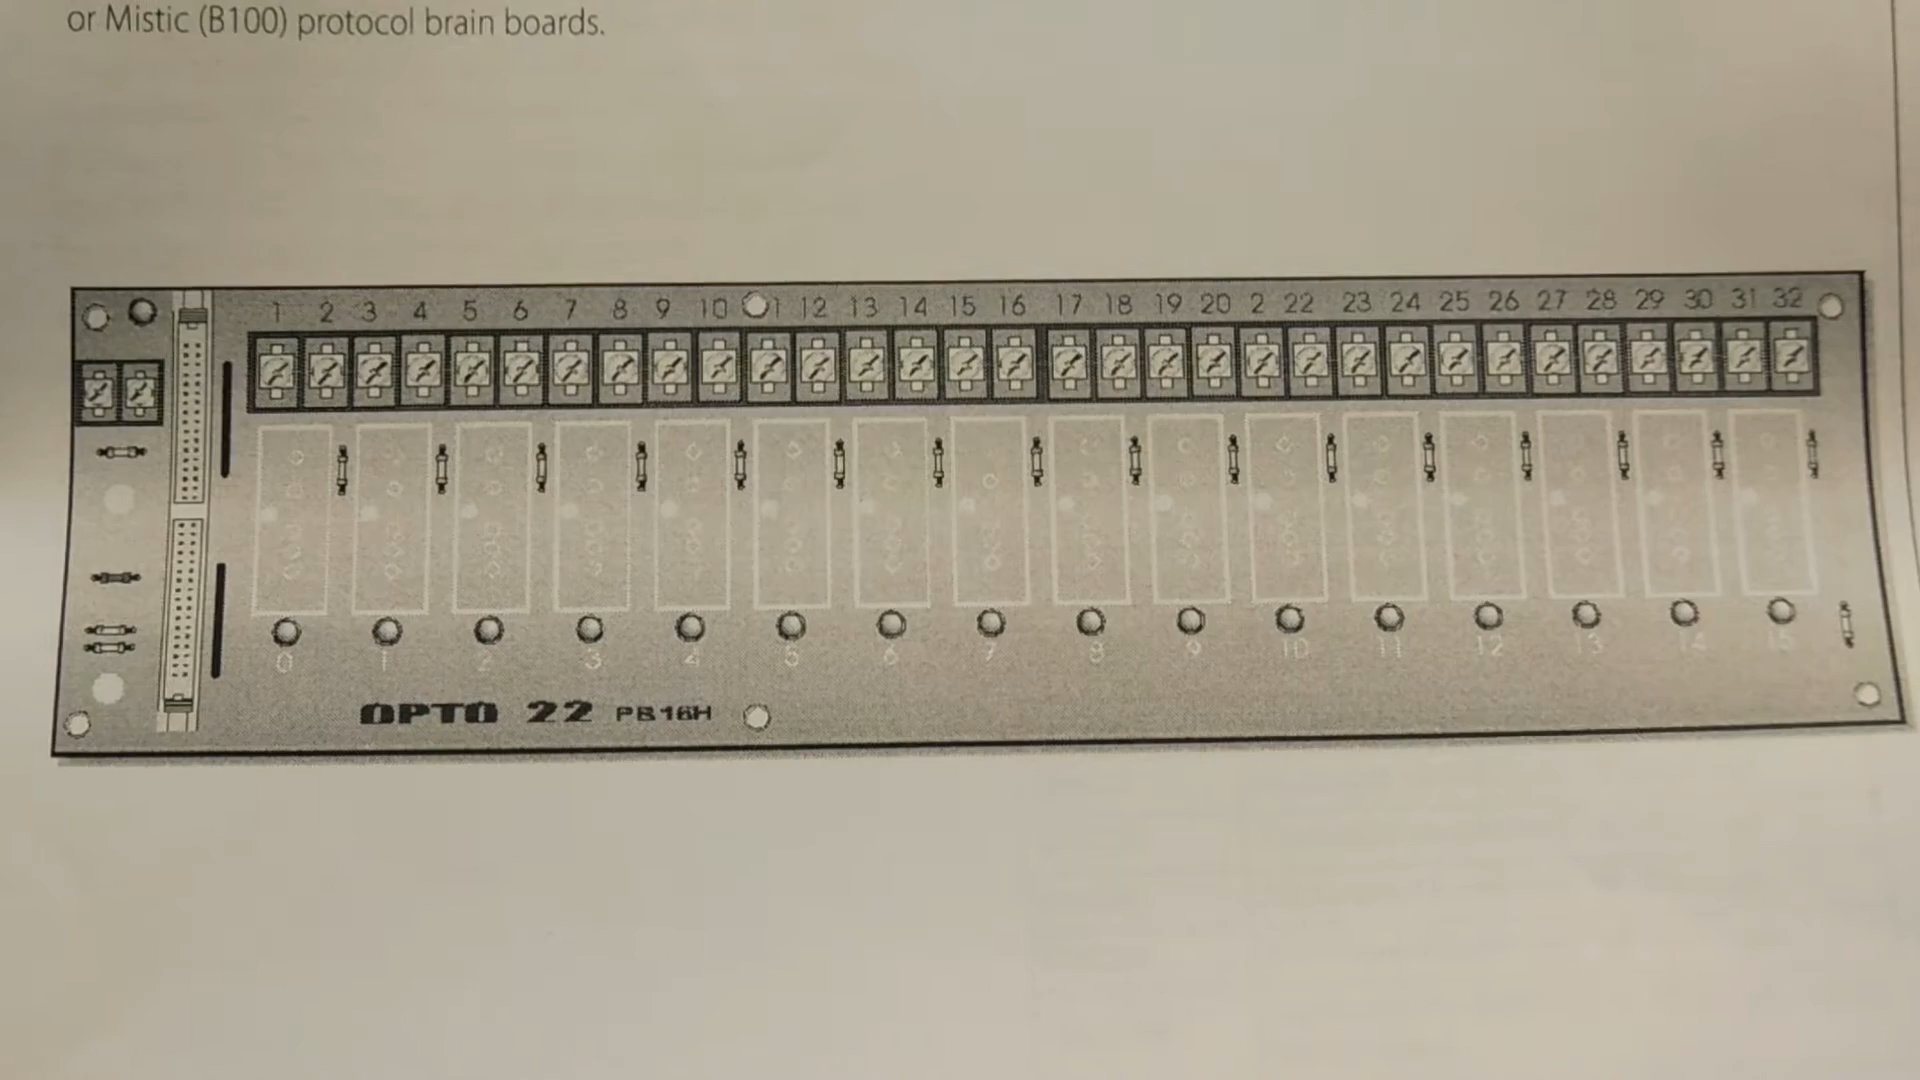 or Mistic (B100) protocol brain boards.
1 2 3 4 5 6 7 8 9 10 1 12 13 14 15 16 17 18 19 20 2 22 23 24 25 26 27 28 29 30 31 32
0 1 2 3 4 5 6 7 8 9 10 11 12 13 14 15
OPTO 22 PB16H